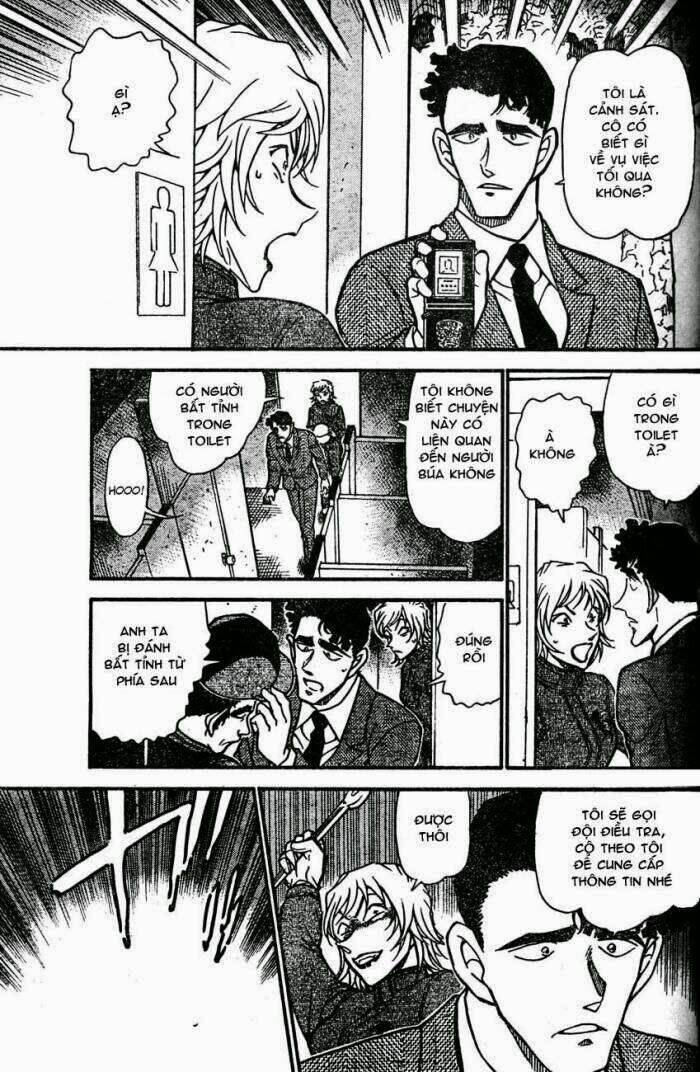 TÔI LÀ
CẢNH SÁT.
CÔ CÓ
BIẾT GÌ
VỀ VỤ VIỆC
TỐI QUA
KHÔNG?
GÌ
Ạ?
CÓ GÌ
TRONG
TOILET
À?
À
KHÔNG
TÔI KHÔNG
BIẾT CHUYỆN
NÀY CÓ
LIÊN QUAN
ĐẾN NGƯỜI
BÚA KHÔNG
CÓ NGƯỜI
BẤT TỈNH
TRONG
TOILET
HOOO!
ĐÚNG
RỒI
ANH TA
BỊ ĐÁNH
BẤT TỈNH TỪ
PHÍA SAU
TÔI SẼ GỌI
ĐỘI ĐIỀU TRA,
CÔ THEO TÔI
ĐỂ CUNG CẤP
THÔNG TIN NHÉ
ĐƯỢC
THÔI